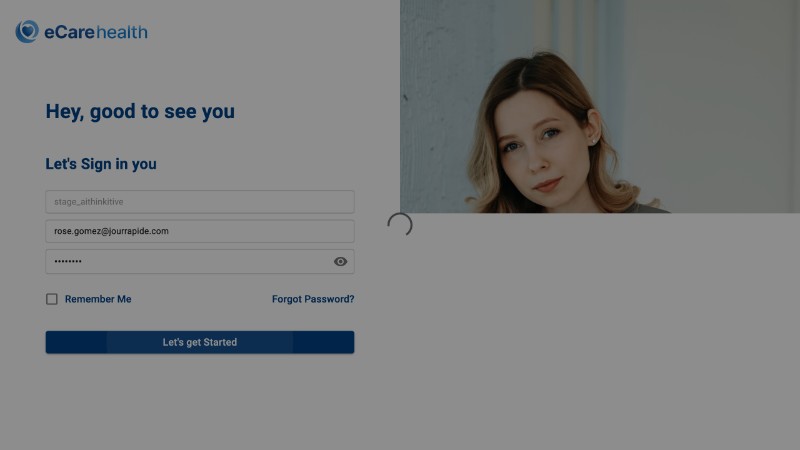 eCarehealth
Hey, good to see you
Let's Sign in you
stage_aithinkitive
rose.gomez@jourrapide.com
••••••••
Remember Me
Forgot Password?
Let's get Started